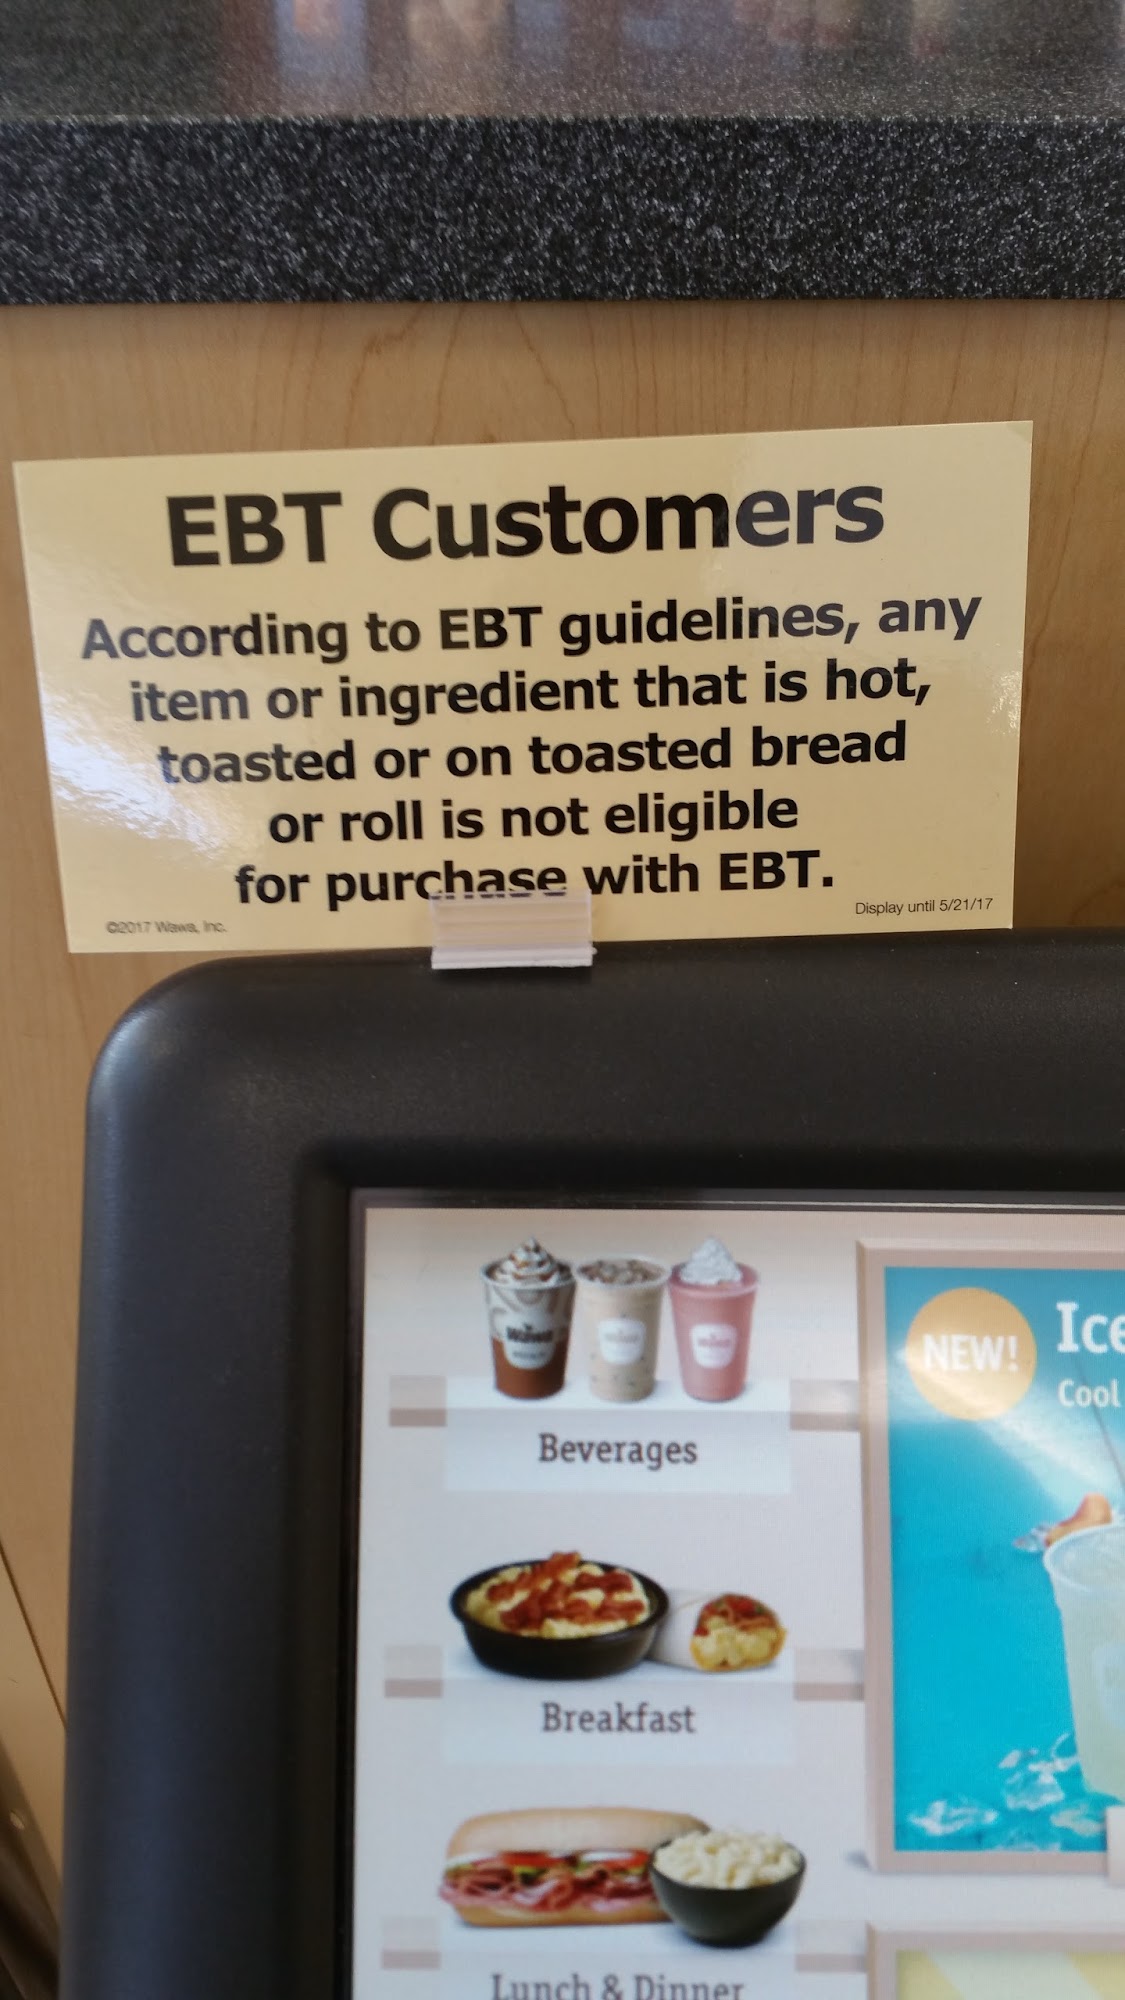 EBT Customers
According to EBT guidelines, any
item or ingredient that is hot,
toasted or on toasted bread
or roll is not eligible
for purchase with EBT.
©2017 Wawa, Inc.
Display until 5/21/17
Wawa
Beverages
NEW!
Ice
Cool
Breakfast
Lunch & Dinner